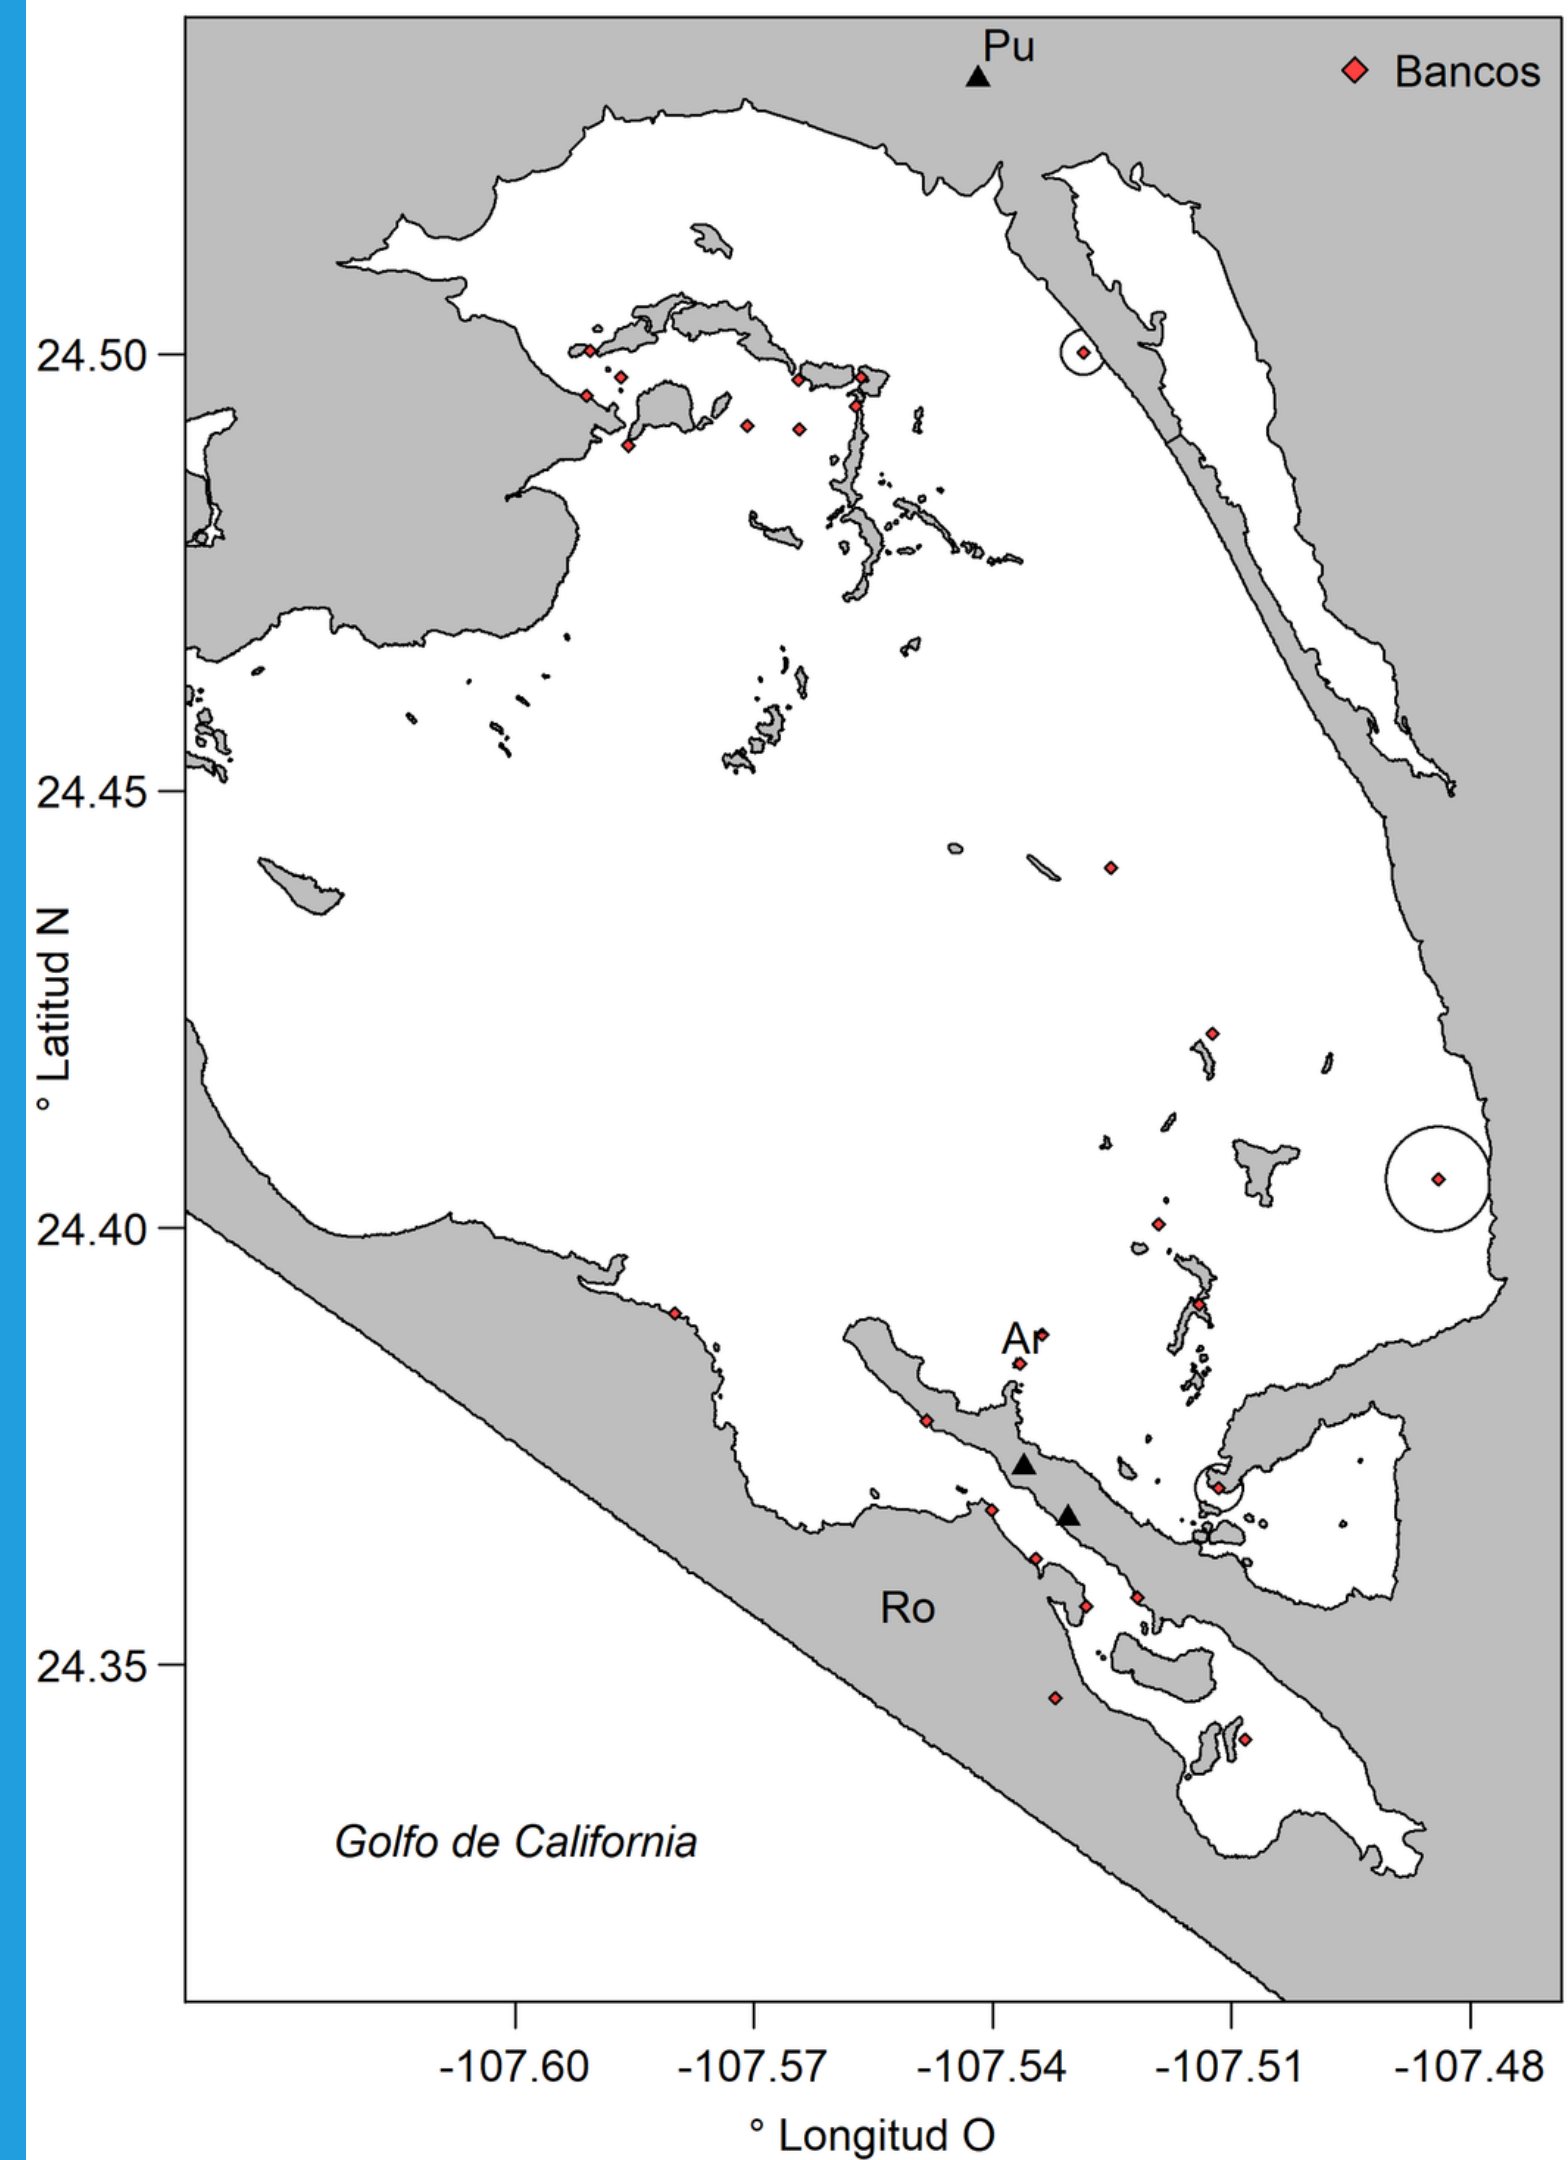 Pu
Bancos
24.50
24.45
° Latitud N
24.40
Ar
Ro
24.35
Golfo de California
-107.60 -107.57 -107.54 -107.51 -107.48
° Longitud O